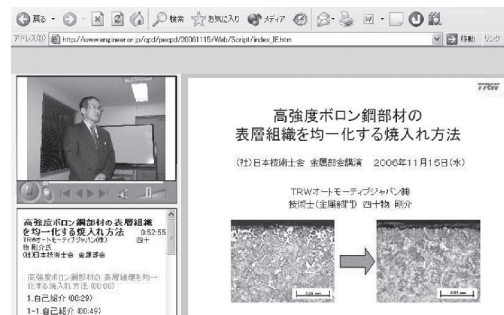 戻る
検索
お気に入り
メディア
アドレス(D) http://www.engineer.or.jp/cpd/pecpd/20061115/Web/Script/index_IE.htm
移動
リンク
TRW
高強度ボロン鋼部材の
表層組織を均一化する焼入れ方法
(社)日本技術士会 金属部会講演 2006年11月15日(水)
TRWオートモーティブジャパン㈱
技術士(金属部門) 四十物 剛介
0.05 mm
0.05 mm
高強度ボロン鋼部材の表層組織
を均一化する焼入れ方法 0:52:55
TRWオートモーティブジャパン(株) 四十
物 剛介氏
(社)日本技術士会 金属部会
高強度ボロン鋼部材の 表層組織を均一
化する焼入れ方法 (00:00)
1.自己紹介 (00:29)
1-1.自己紹介 (00:49)